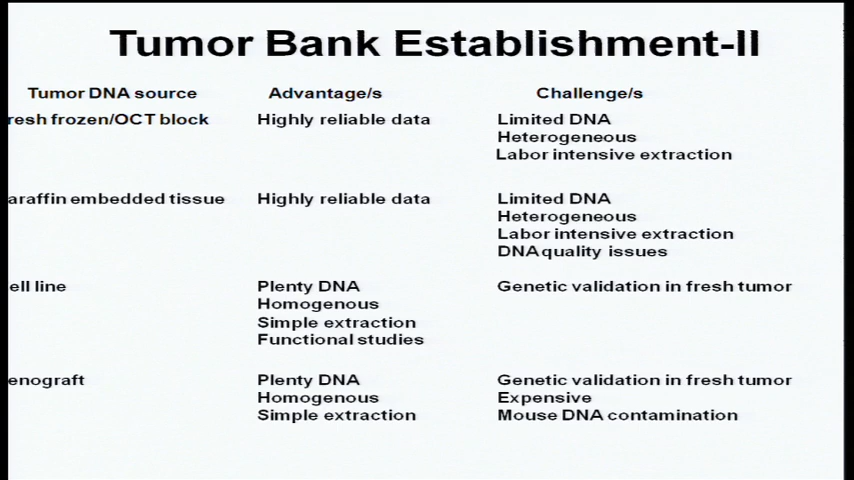 Tumor Bank Establishment-II
Tumor DNA source Advantage/s Challenge/s
resh frozen/OCT block Highly reliable data Limited DNA
Heterogeneous
Labor intensive extraction
araffin embedded tissue Highly reliable data Limited DNA
Heterogeneous
Labor intensive extraction
DNA quality issues
ell line Plenty DNA Genetic validation in fresh tumor
Homogenous
Simple extraction
Functional studies
enograft Plenty DNA Genetic validation in fresh tumor
Homogenous Expensive
Simple extraction Mouse DNA contamination